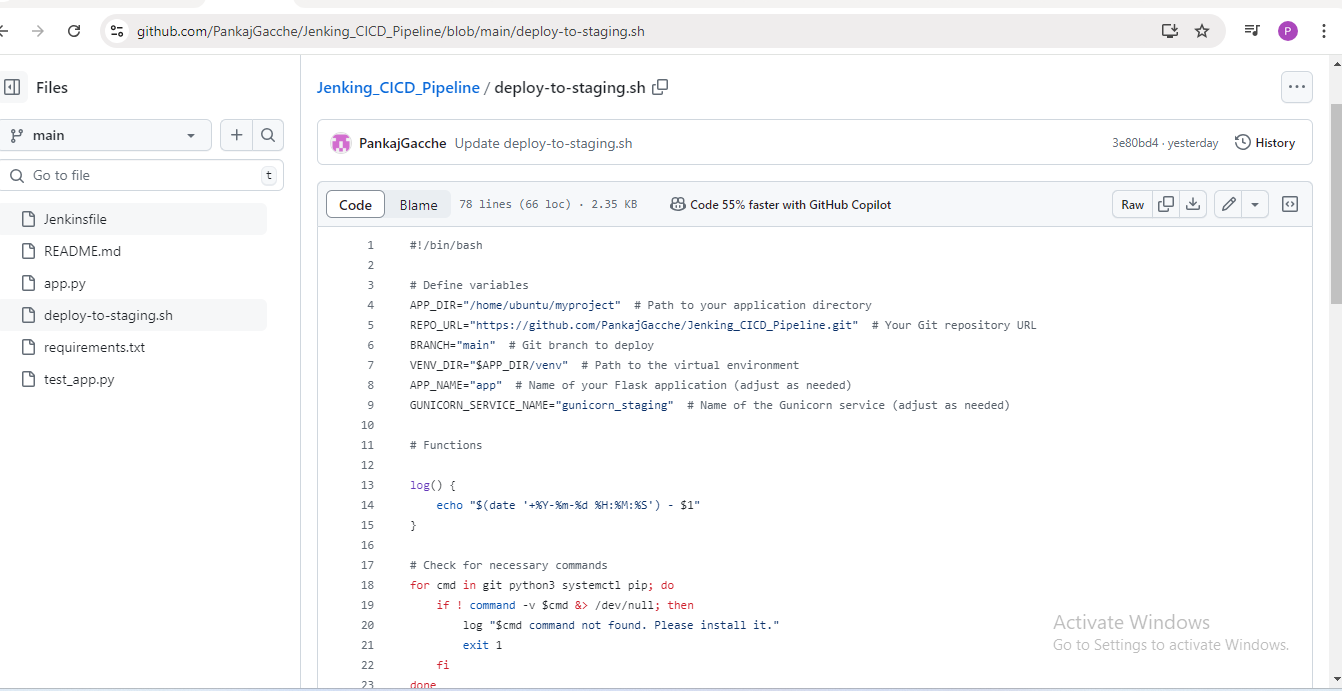 github.com/PankajGacche/Jenking_CICD_Pipeline/blob/main/deploy-to-staging.sh
P
Files
Jenking_CICD_Pipeline / deploy-to-staging.sh
main
PankajGacche Update deploy-to-staging.sh
3e80bd4 · yesterday
History
Go to file
t
Code
Blame
78 lines (66 loc) · 2.35 KB
Code 55% faster with GitHub Copilot
Raw
Jenkinsfile
README.md
app.py
deploy-to-staging.sh
requirements.txt
test_app.py
1 #!/bin/bash
2
3 # Define variables
4 APP_DIR="/home/ubuntu/myproject"  # Path to your application directory
5 REPO_URL="https://github.com/PankajGacche/Jenking_CICD_Pipeline.git"  # Your Git repository URL
6 BRANCH="main"  # Git branch to deploy
7 VENV_DIR="$APP_DIR/venv"  # Path to the virtual environment
8 APP_NAME="app"  # Name of your Flask application (adjust as needed)
9 GUNICORN_SERVICE_NAME="gunicorn_staging"  # Name of the Gunicorn service (adjust as needed)
10
11 # Functions
12
13 log() {
14     echo "$(date '+%Y-%m-%d %H:%M:%S') - $1"
15 }
16
17 # Check for necessary commands
18 for cmd in git python3 systemctl pip; do
19     if ! command -v $cmd &> /dev/null; then
20         log "$cmd command not found. Please install it."
21         exit 1
22     fi
23 done
Activate Windows
Go to Settings to activate Windows.